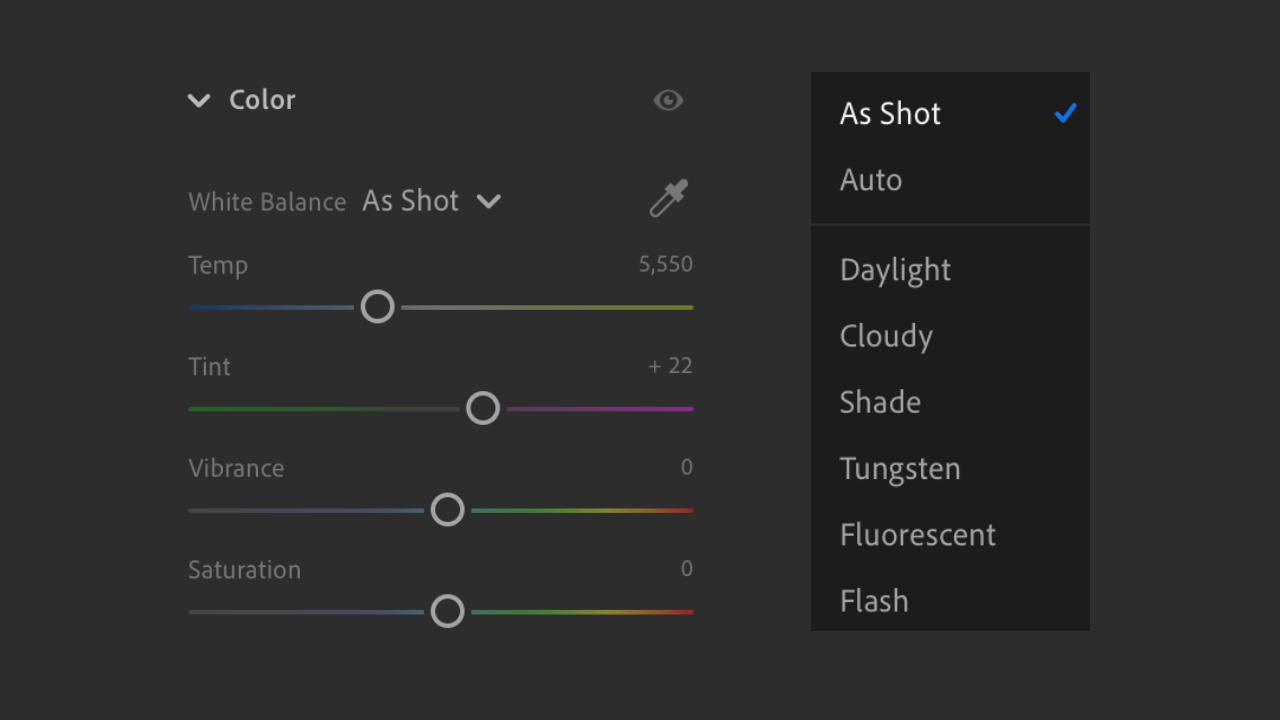 Color
White Balance As Shot
Temp 5,550
Tint + 22
Vibrance 0
Saturation 0
As Shot
Auto
Daylight
Cloudy
Shade
Tungsten
Fluorescent
Flash